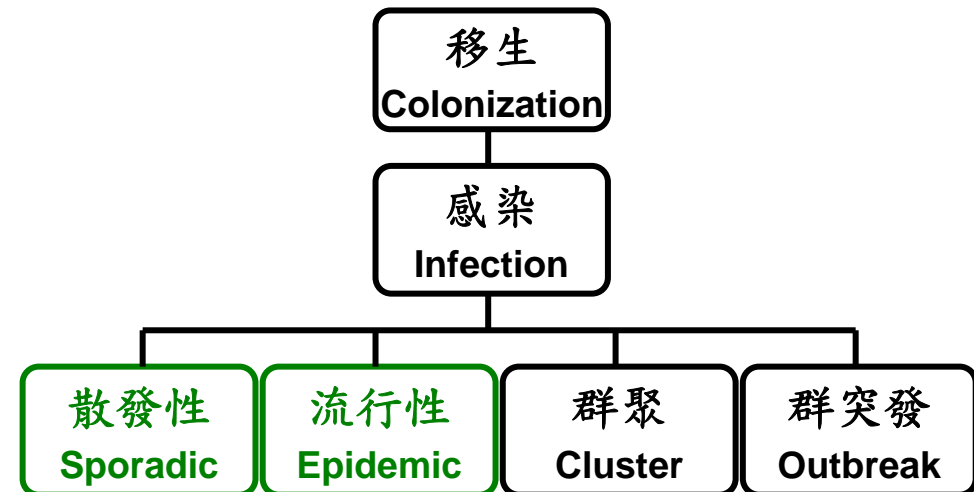 移生
Colonization
感染
Infection
散發性
Sporadic
流行性
Epidemic
群聚
Cluster
群突發
Outbreak